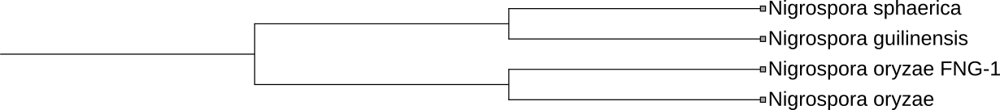 Nigrospora sphaerica
Nigrospora guilinensis
Nigrospora oryzae FNG-1
Nigrospora oryzae